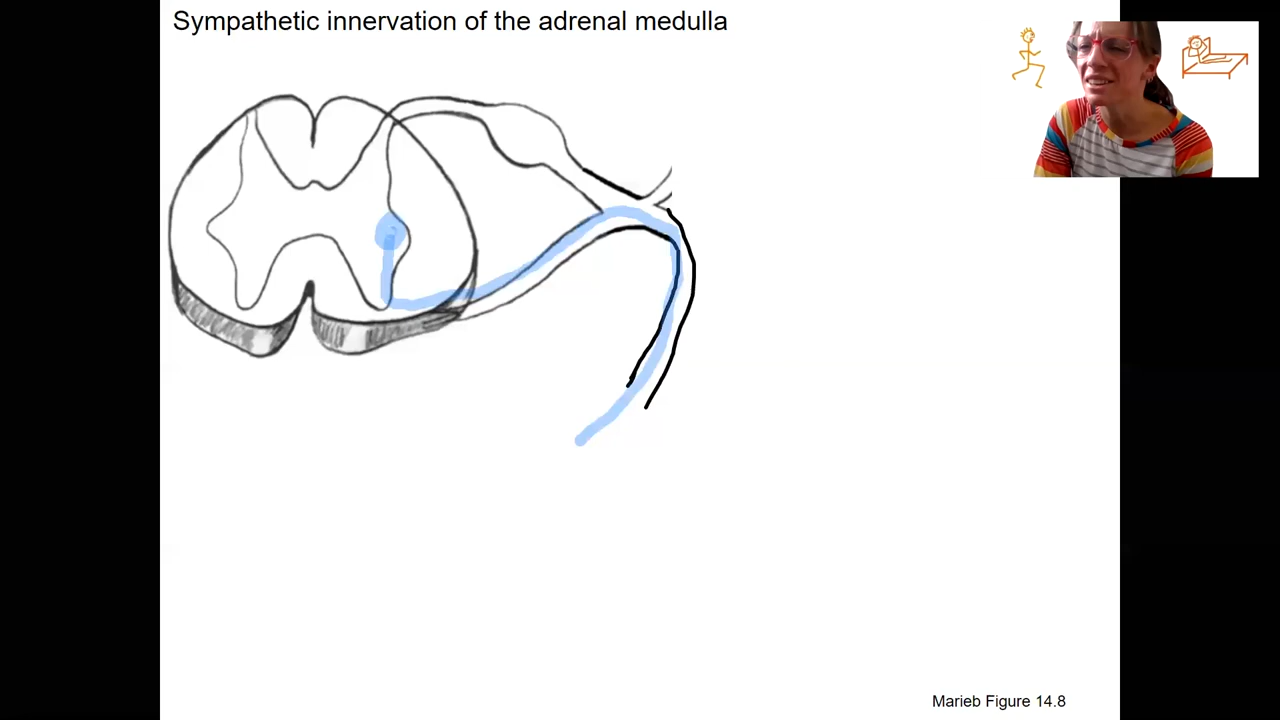 Sympathetic innervation of the adrenal medulla
Marieb Figure 14.8